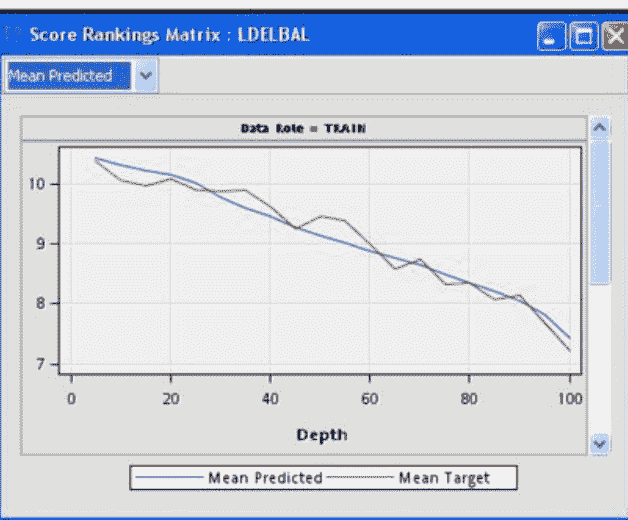 Score Rankings Matrix : LDELBAL
Mean Predicted
Data Role = TRAIN
10
9
8
7
0 20 40 60 80 100
Depth
Mean Predicted Mean Target